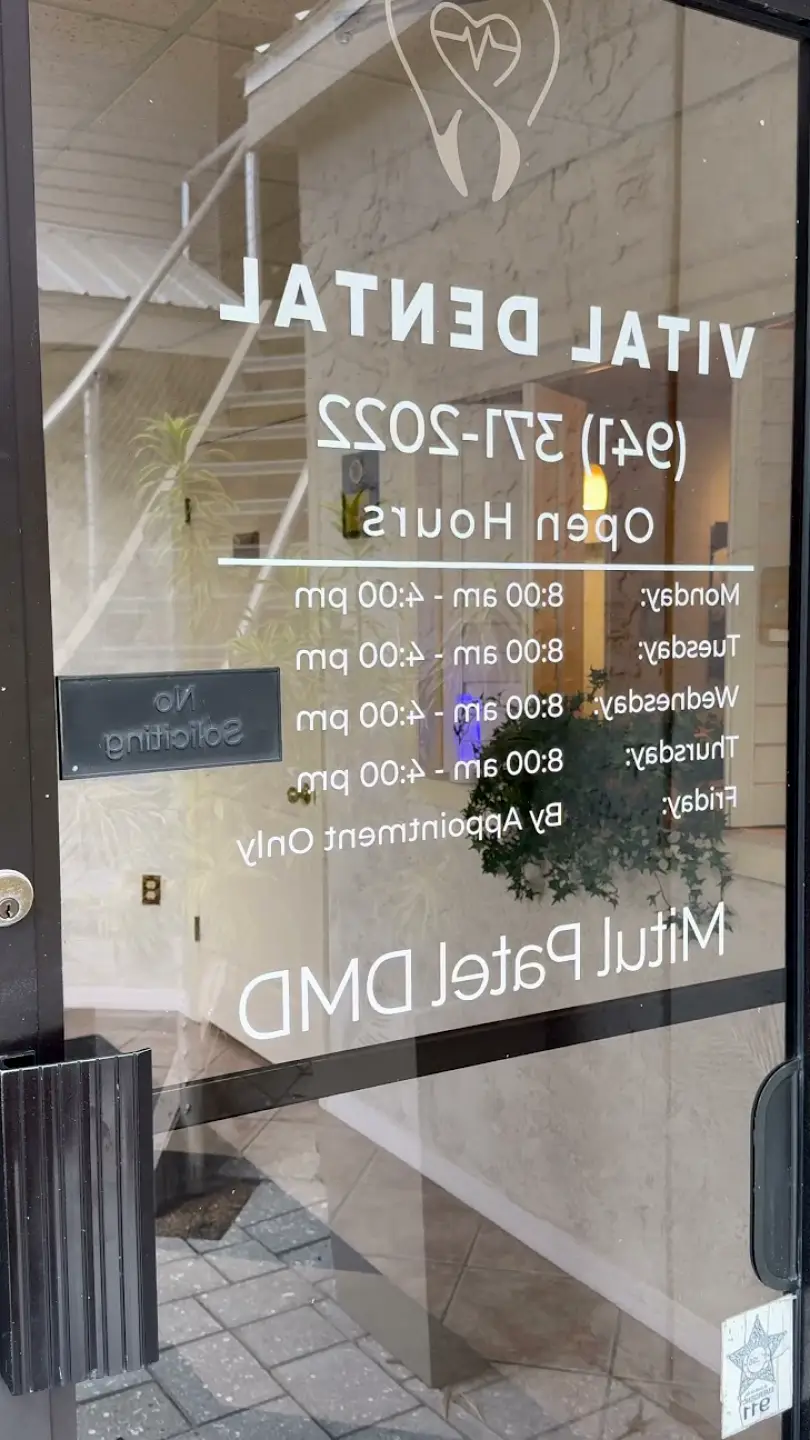 VITAL DENTAL
(941) 371-2022
Open Hours
Monday: 8:00 am - 4:00 pm
Tuesday: 8:00 am - 4:00 pm
Wednesday: 8:00 am - 4:00 pm
Thursday: 8:00 am - 4:00 pm
Friday: By Appointment Only
Mitul Patel DMD
No
Soliciting
911